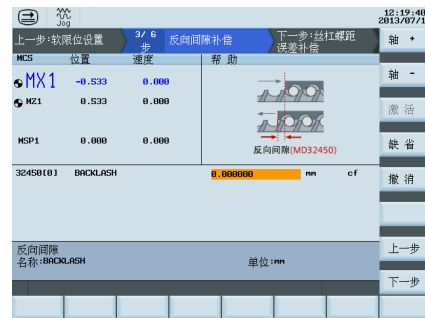 Jog
12:19:40
2013/07/1
上一步:软限位设置
3/ 6
步
反向间隙补偿
下一步:丝杠螺距
误差补偿
轴 +
MCS 位置 速度 帮 助
MX1 -0.533 0.000
轴 -
MZ1 0.533 0.000
激 活
MSP1 0.000 0.000
缺 省
反向间隙(MD32450)
32450[0] BACKLASH 0.000000 mm cf
撤 消
反向间隙
名称:BACKLASH 单位:mm
上一步
下一步